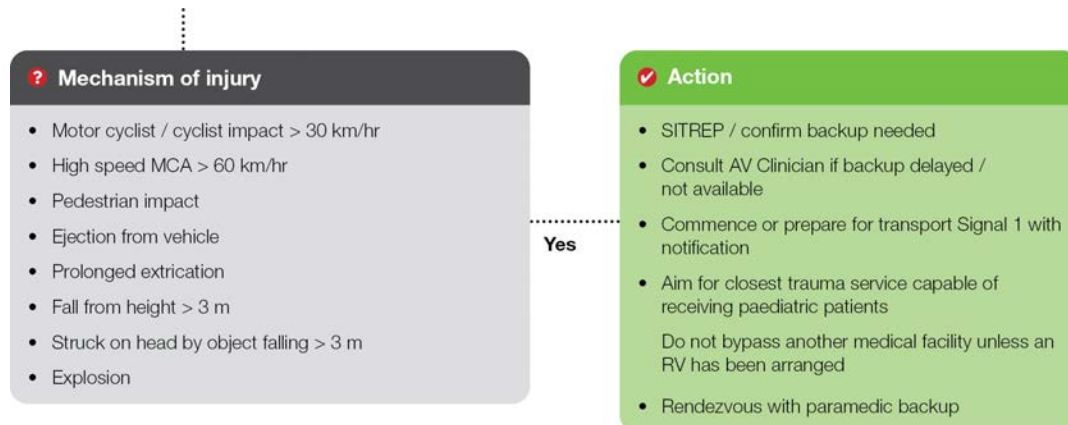 ? Mechanism of injury
• Motor cyclist / cyclist impact > 30 km/hr
• High speed MCA > 60 km/hr
• Pedestrian impact
• Ejection from vehicle
• Prolonged extrication
• Fall from height > 3 m
• Struck on head by object falling > 3 m
• Explosion
Yes
Action
• SITREP / confirm backup needed
• Consult AV Clinician if backup delayed /
not available
• Commence or prepare for transport Signal 1 with
notification
• Aim for closest trauma service capable of
receiving paediatric patients
Do not bypass another medical facility unless an
RV has been arranged
• Rendezvous with paramedic backup